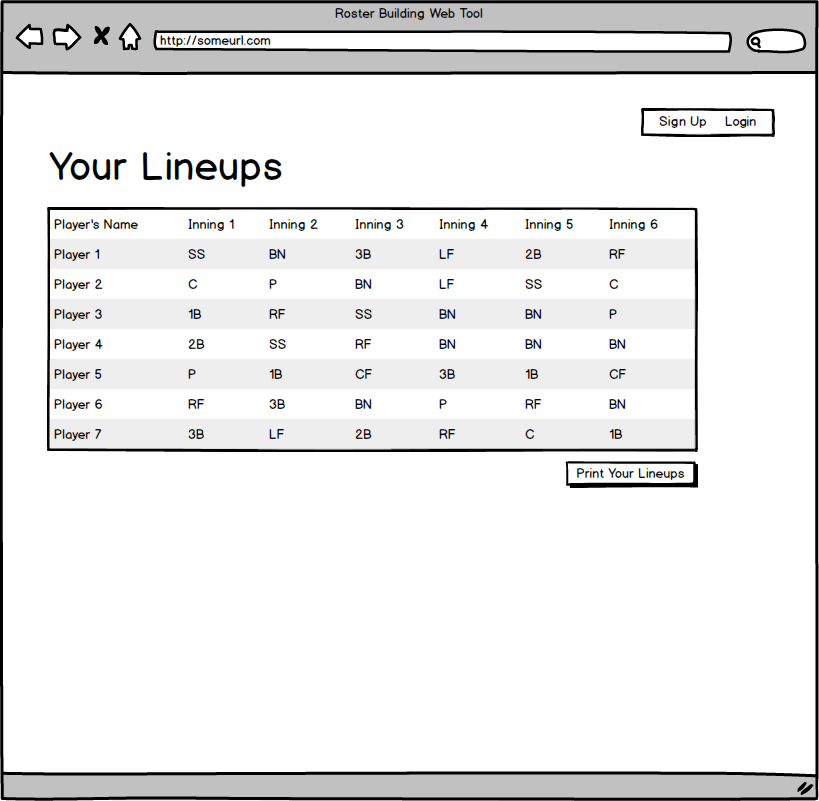 Roster Building Web Tool
http://someurl.com
Sign Up Login
Your Lineups
Player's Name Inning 1 Inning 2 Inning 3 Inning 4 Inning 5 Inning 6
Player 1 SS BN 3B LF 2B RF
Player 2 C P BN LF SS C
Player 3 1B RF SS BN BN P
Player 4 2B SS RF BN BN BN
Player 5 P 1B CF 3B 1B CF
Player 6 RF 3B BN P RF BN
Player 7 3B LF 2B RF C 1B
Print Your Lineups